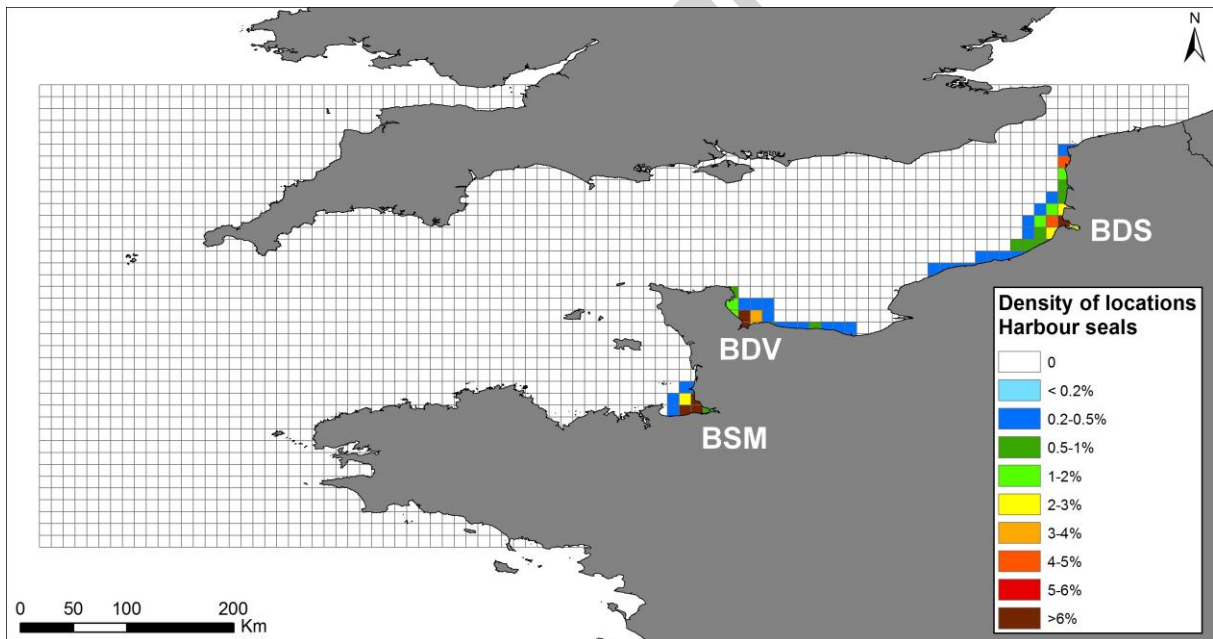 N
BDS
BDV
BSM
Density of locations
Harbour seals
0
< 0.2%
0.2-0.5%
0.5-1%
1-2%
2-3%
3-4%
4-5%
5-6%
>6%
0 50 100 200
Km